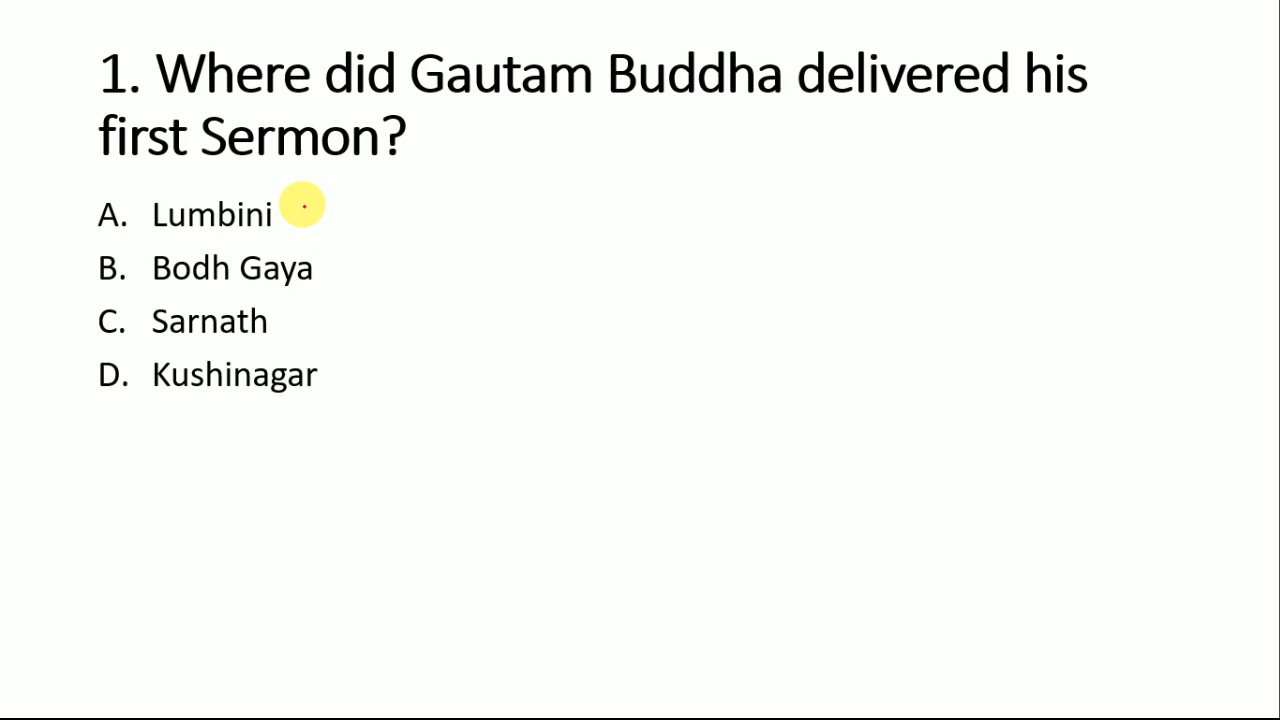 1. Where did Gautam Buddha delivered his
first Sermon?
A. Lumbini
B. Bodh Gaya
C. Sarnath
D. Kushinagar